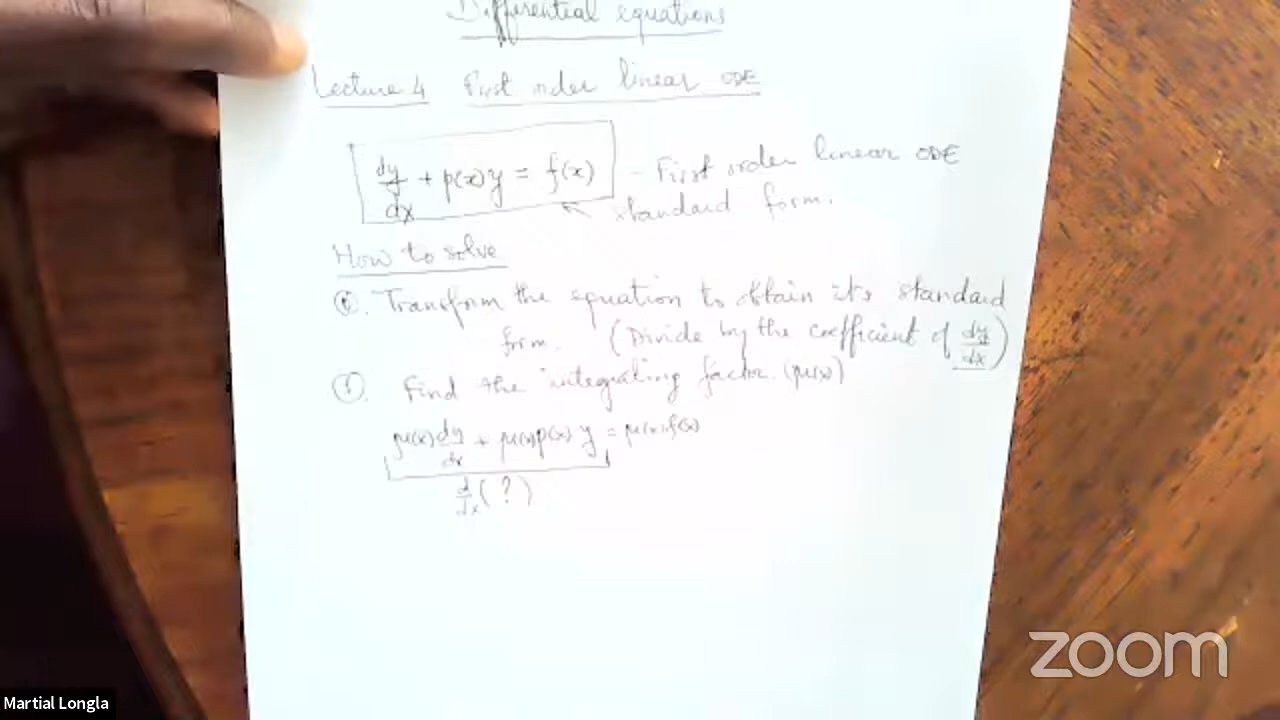 Differential equations
Lecture 4 First order linear ODE
dy/dx + p(x)y = f(x) - First order linear ODE
standard form.
How to solve
⓪. Transform the equation to obtain its standard
form. (Divide by the coefficient of dy/dx)
①. Find the integrating factor. (μ(x))
μ(x)dy/dx + μ(x)p(x) y = μ(x)f(x)
d/dx( ? )
zoom
Martial Longla